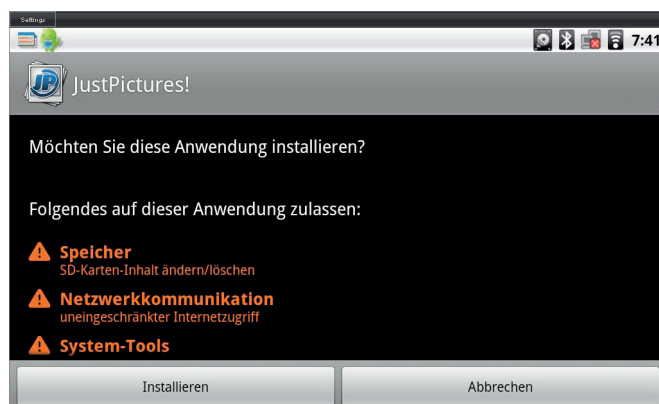 Settings
7:41
JP JustPictures!
Möchten Sie diese Anwendung installieren?
Folgendes auf dieser Anwendung zulassen:
Speicher
SD-Karten-Inhalt ändern/löschen
Netzwerkkommunikation
uneingeschränkter Internetzugriff
System-Tools
Installieren Abbrechen